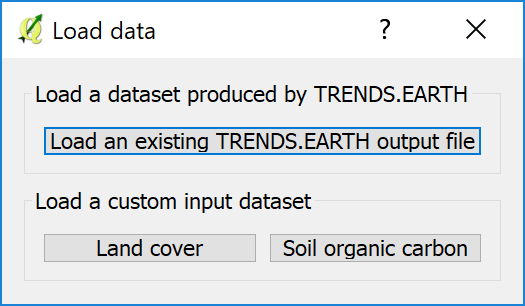 Load data
?
Load a dataset produced by TRENDS.EARTH
Load an existing TRENDS.EARTH output file
Load a custom input dataset
Land cover
Soil organic carbon